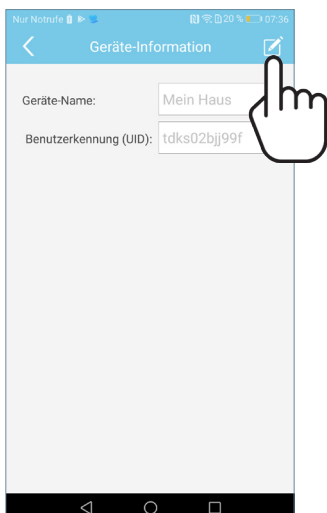 Nur Notrufe 20 % 07:36
Geräte-Information
Geräte-Name: Mein Haus
Benutzerkennung (UID): tdks02bjj99f